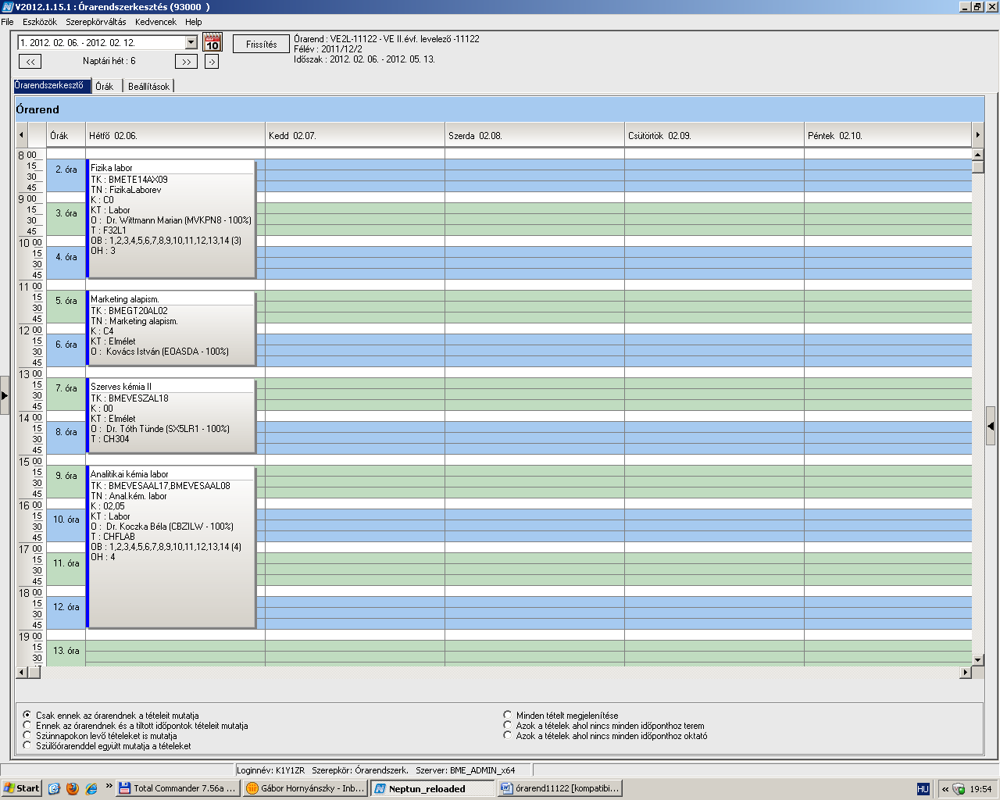 V2012.1.15.1 : Órarendszerkesztés (93000  )
File Eszközök Szerepkörváltás Kedvencek Help
1. 2012. 02. 06. - 2012. 02. 12.
10
Frissítés
Órarend : VE2L-11122 - VE II.évf. levelező -11122
Félév : 2011/12/2
Időszak : 2012. 02. 06. - 2012. 05. 13.
<< Naptári hét : 6 >> ->
Órarendszerkesztő Órák Beállítások
Órarend
Órák Hétfő 02.06. Kedd 02.07. Szerda 02.08. Csütörtök 02.09. Péntek 02.10.
8 00
15
30
45
9 00
15
30
45
10 00
15
30
45
11 00
15
30
45
12 00
15
30
45
13 00
15
30
45
14 00
15
30
45
15 00
15
30
45
16 00
15
30
45
17 00
15
30
45
18 00
15
30
45
19 00
15
30
2. óra
3. óra
4. óra
5. óra
6. óra
7. óra
8. óra
9. óra
10. óra
11. óra
12. óra
13. óra
Fizika labor
TK : BMETE14AX09
TN : FizikaLaborev
K : C0
KT : Labor
O : Dr. Wittmann Marian (MVKPN8 - 100%)
T : F32L1
OB : 1,2,3,4,5,6,7,8,9,10,11,12,13,14 (3)
OH : 3
Marketing alapism.
TK : BMEGT20AL02
TN : Marketing alapism.
K : C4
KT : Elmélet
O : Kovács István (EOASDA - 100%)
Szerves kémia II
TK : BMEVESZAL18
K : 00
KT : Elmélet
O : Dr. Tóth Tünde (SX5LR1 - 100%)
T : CH304
Analitikai kémia labor
TK : BMEVESAAL17,BMEVESAAL08
TN : Anal.kém. labor
K : 02,05
KT : Labor
O : Dr. Koczka Béla (CBZILW - 100%)
T : CHFLAB
OB : 1,2,3,4,5,6,7,8,9,10,11,12,13,14 (4)
OH : 4
Csak ennek az órarendnek a tételeit mutatja
Ennek az órarendnek és a tiltott időpontok tételeit mutatja
Szünnapokon levő tételeket is mutatja
Szülőórarenddel együtt mutatja a tételeket
Minden tételt megjelenítése
Azok a tételek ahol nincs minden időponthoz terem
Azok a tételek ahol nincs minden időponthoz oktató
Loginnév: K1Y1ZR Szerepkör: Órarendszerk. Szerver: BME_ADMIN_x64
Start » Total Commander 7.56a ... Gábor Hornyánszky - Inb... Neptun_reloaded órarend11122 [kompatibi... HU « 19:54